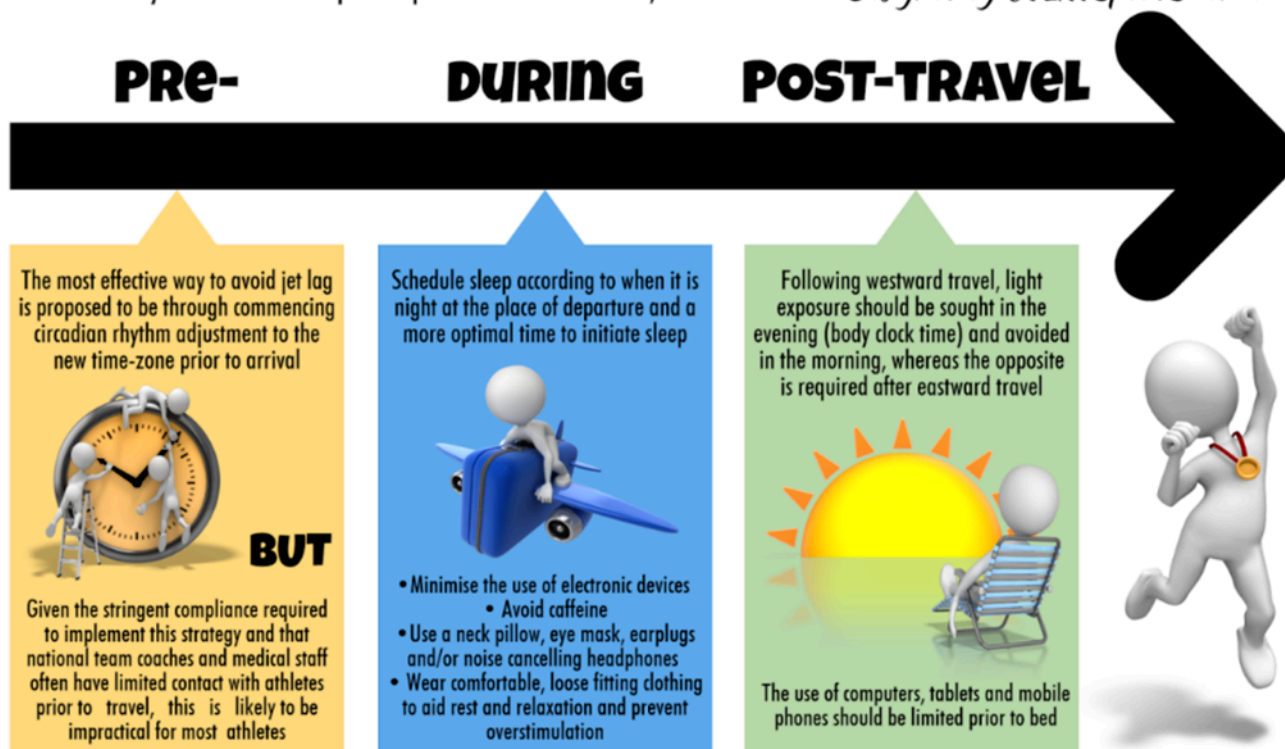 PRE-
DURING
POST-TRAVEL
The most effective way to avoid jet lag
is proposed to be through commencing
circadian rhythm adjustment to the
new time-zone prior to arrival
BUT
Given the stringent compliance required
to implement this strategy and that
national team coaches and medical staff
often have limited contact with athletes
prior to travel, this is likely to be
impractical for most athletes
Schedule sleep according to when it is
night at the place of departure and a
more optimal time to initiate sleep
• Minimise the use of electronic devices
• Avoid caffeine
• Use a neck pillow, eye mask, earplugs
and/or noise cancelling headphones
• Wear comfortable, loose fitting clothing
to aid rest and relaxation and prevent
overstimulation
Following westward travel, light
exposure should be sought in the
evening (body clock time) and avoided
in the morning, whereas the opposite
is required after eastward travel
The use of computers, tablets and mobile
phones should be limited prior to bed